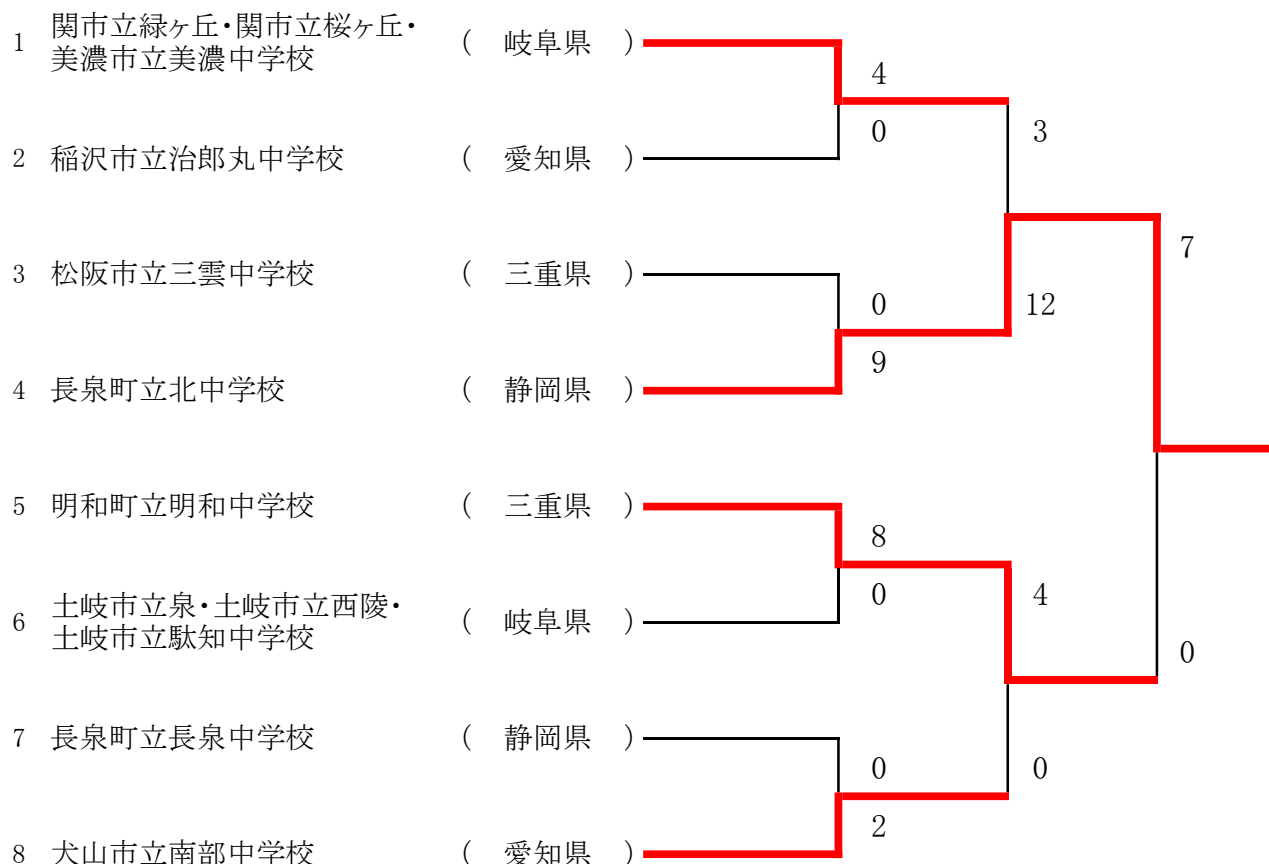 1 関市立緑ヶ丘・関市立桜ヶ丘・
美濃市立美濃中学校 ( 岐阜県 )
4
0
3
2 稲沢市立治郎丸中学校 ( 愛知県 )
7
3 松阪市立三雲中学校 ( 三重県 )
0
12
9
4 長泉町立北中学校 ( 静岡県 )
5 明和町立明和中学校 ( 三重県 )
8
0
4
6 土岐市立泉・土岐市立西陵・
土岐市立駄知中学校 ( 岐阜県 )
0
7 長泉町立長泉中学校 ( 静岡県 )
0
0
2
8 犬山市立南部中学校 ( 愛知県 )